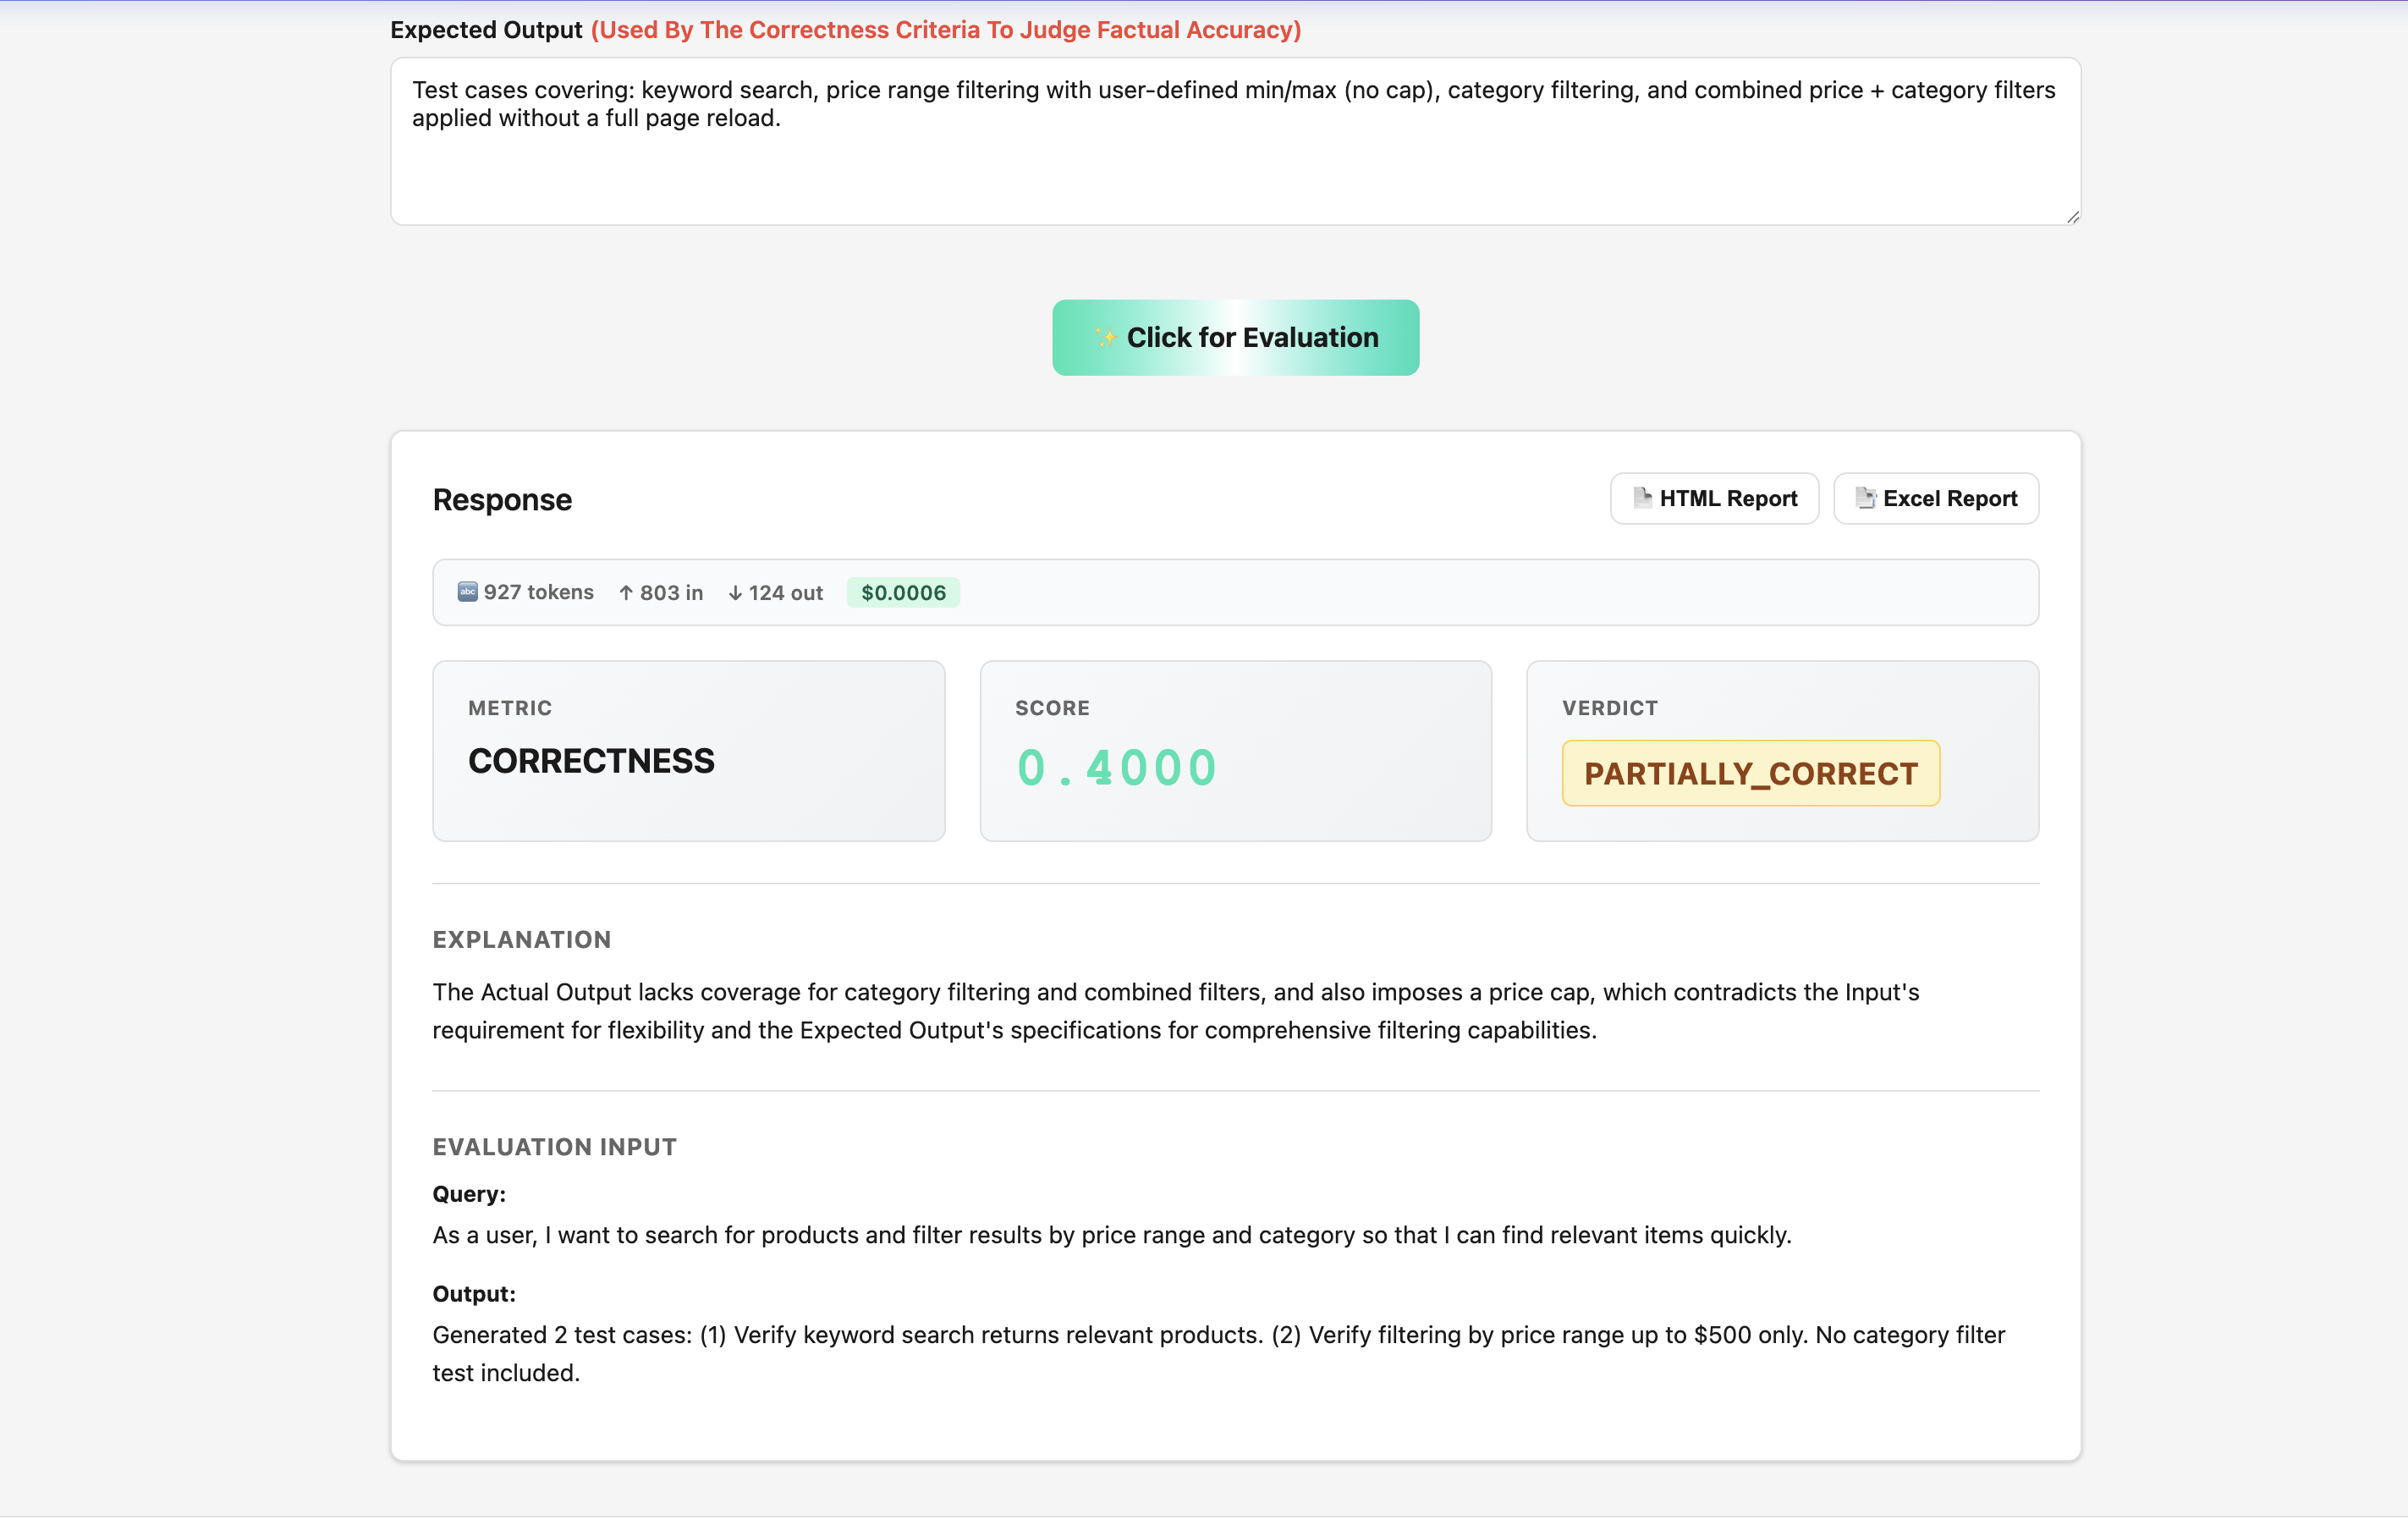 Expected Output (Used By The Correctness Criteria To Judge Factual Accuracy)
Test cases covering: keyword search, price range filtering with user-defined min/max (no cap), category filtering, and combined price + category filters
applied without a full page reload.
✨ Click for Evaluation
Response
HTML Report
Excel Report
abc 927 tokens ↑ 803 in ↓ 124 out $0.0006
METRIC
CORRECTNESS
SCORE
0.4000
VERDICT
PARTIALLY_CORRECT
EXPLANATION
The Actual Output lacks coverage for category filtering and combined filters, and also imposes a price cap, which contradicts the Input's
requirement for flexibility and the Expected Output's specifications for comprehensive filtering capabilities.
EVALUATION INPUT
Query:
As a user, I want to search for products and filter results by price range and category so that I can find relevant items quickly.
Output:
Generated 2 test cases: (1) Verify keyword search returns relevant products. (2) Verify filtering by price range up to $500 only. No category filter
test included.